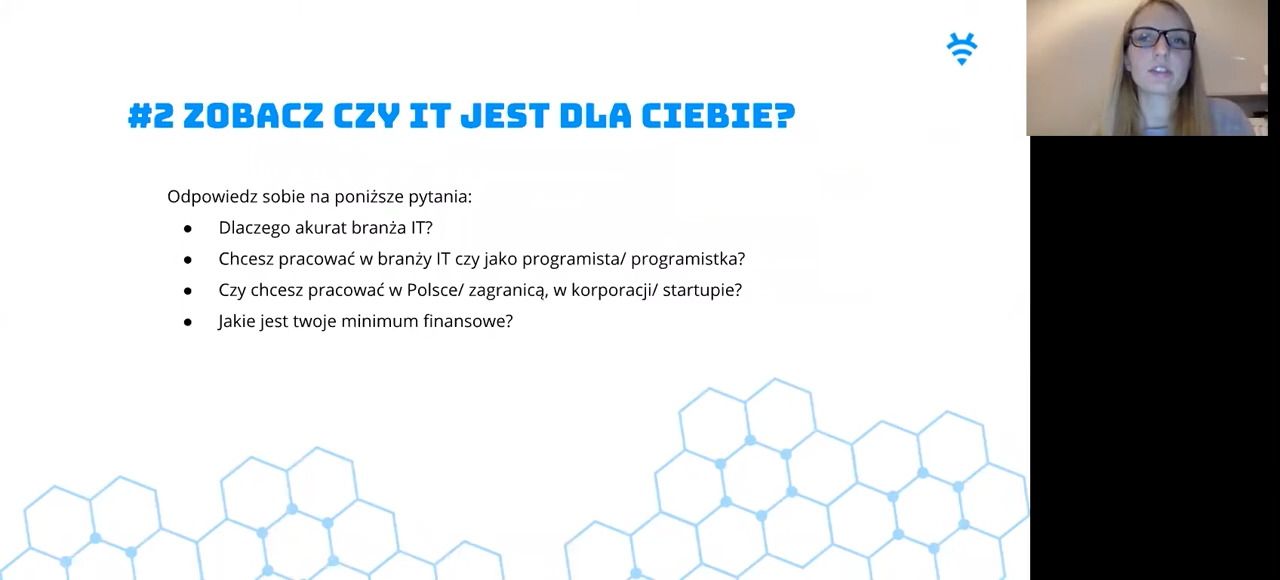 #2 ZOBACZ CZY IT JEST DLA CIEBIE?
Odpowiedz sobie na poniższe pytania:
● Dlaczego akurat branża IT?
● Chcesz pracować w branży IT czy jako programista/ programistka?
● Czy chcesz pracować w Polsce/ zagranicą, w korporacji/ startupie?
● Jakie jest twoje minimum finansowe?